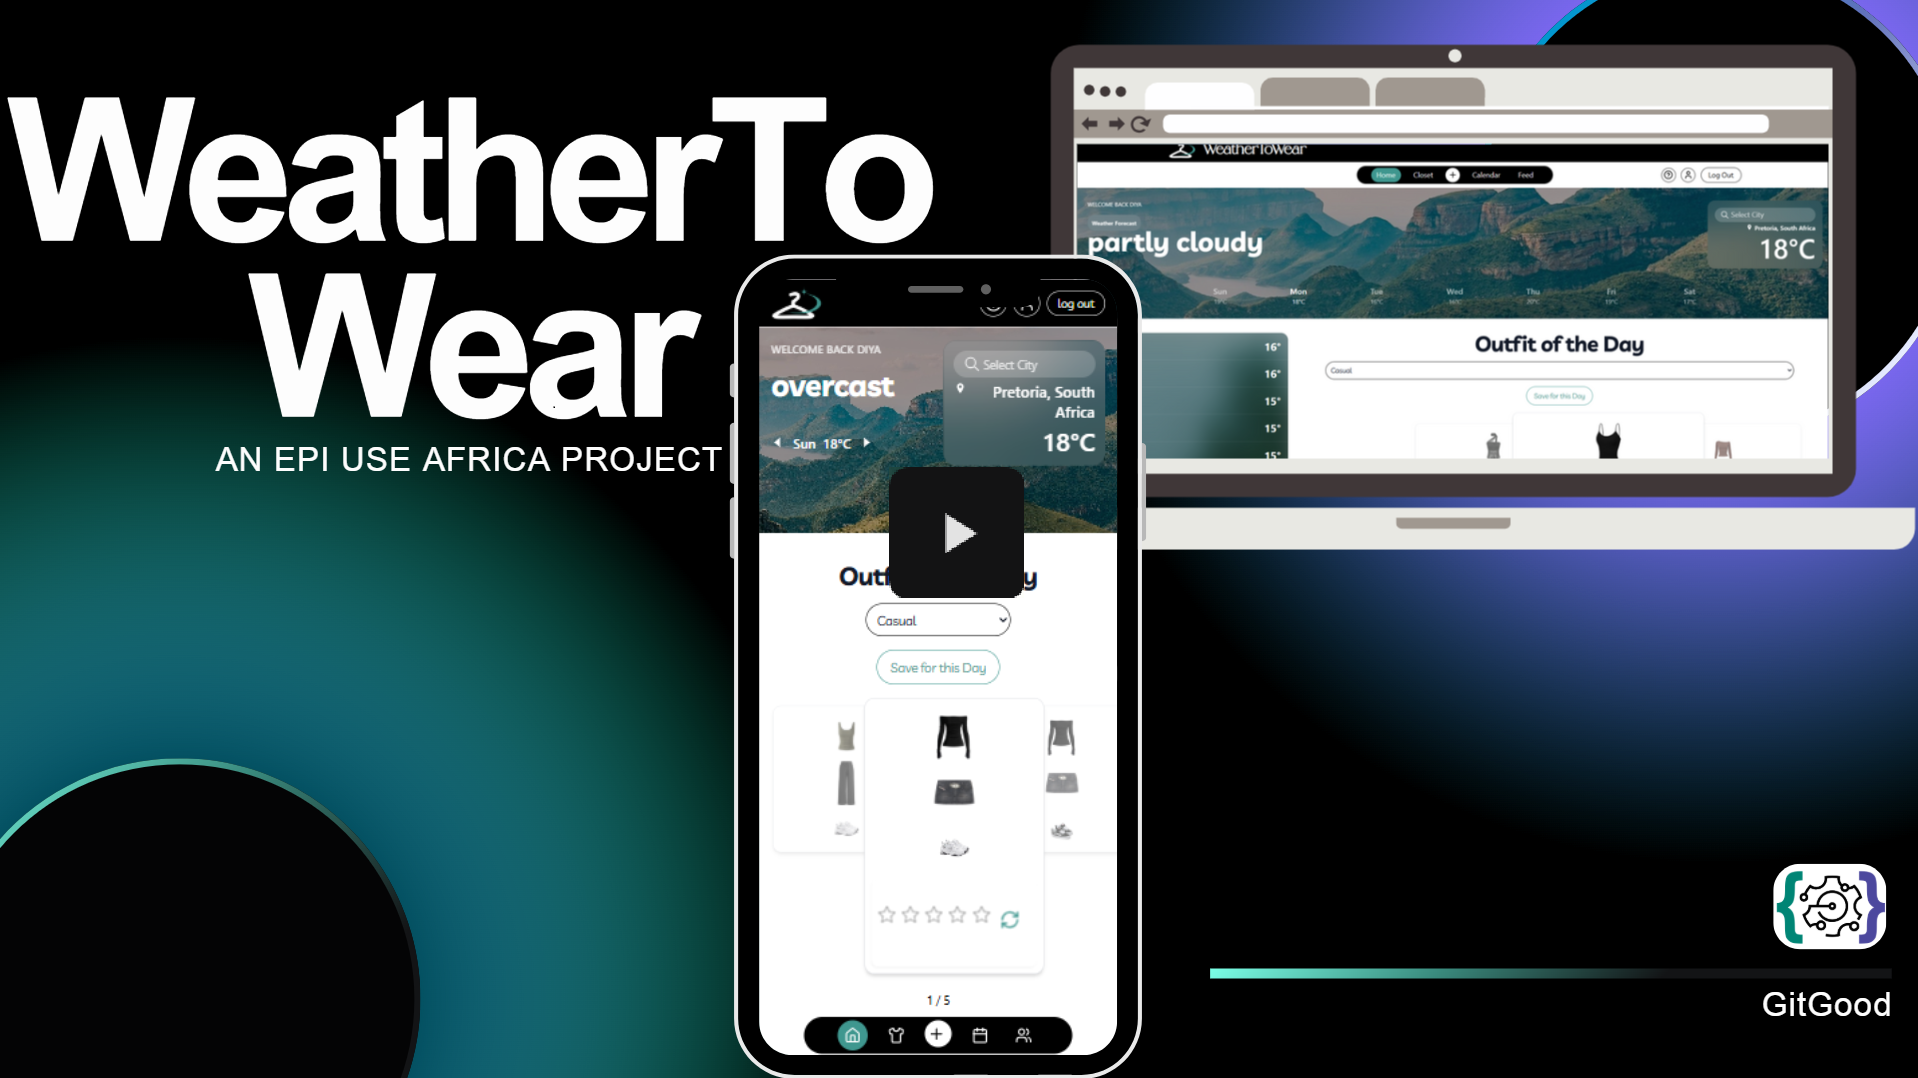 WeatherTo
Wear
AN EPI USE AFRICA PROJECT
WeatherToWear
Home Closet + Calendar Feed
Log Out
WELCOME BACK DIYA
Weather Forecast
partly cloudy
Select City
Pretoria, South Africa
18°C
Sun Mon Tue Wed Thu Fri Sat
16°
16°
15°
15°
15°
Outfit of the Day
Casual
Save for this Day
log out
WELCOME BACK DIYA
overcast
Select City
Pretoria, South
Africa
18°C
Sun 18°C
Outf y
Casual
Save for this Day
1 / 5
GitGood